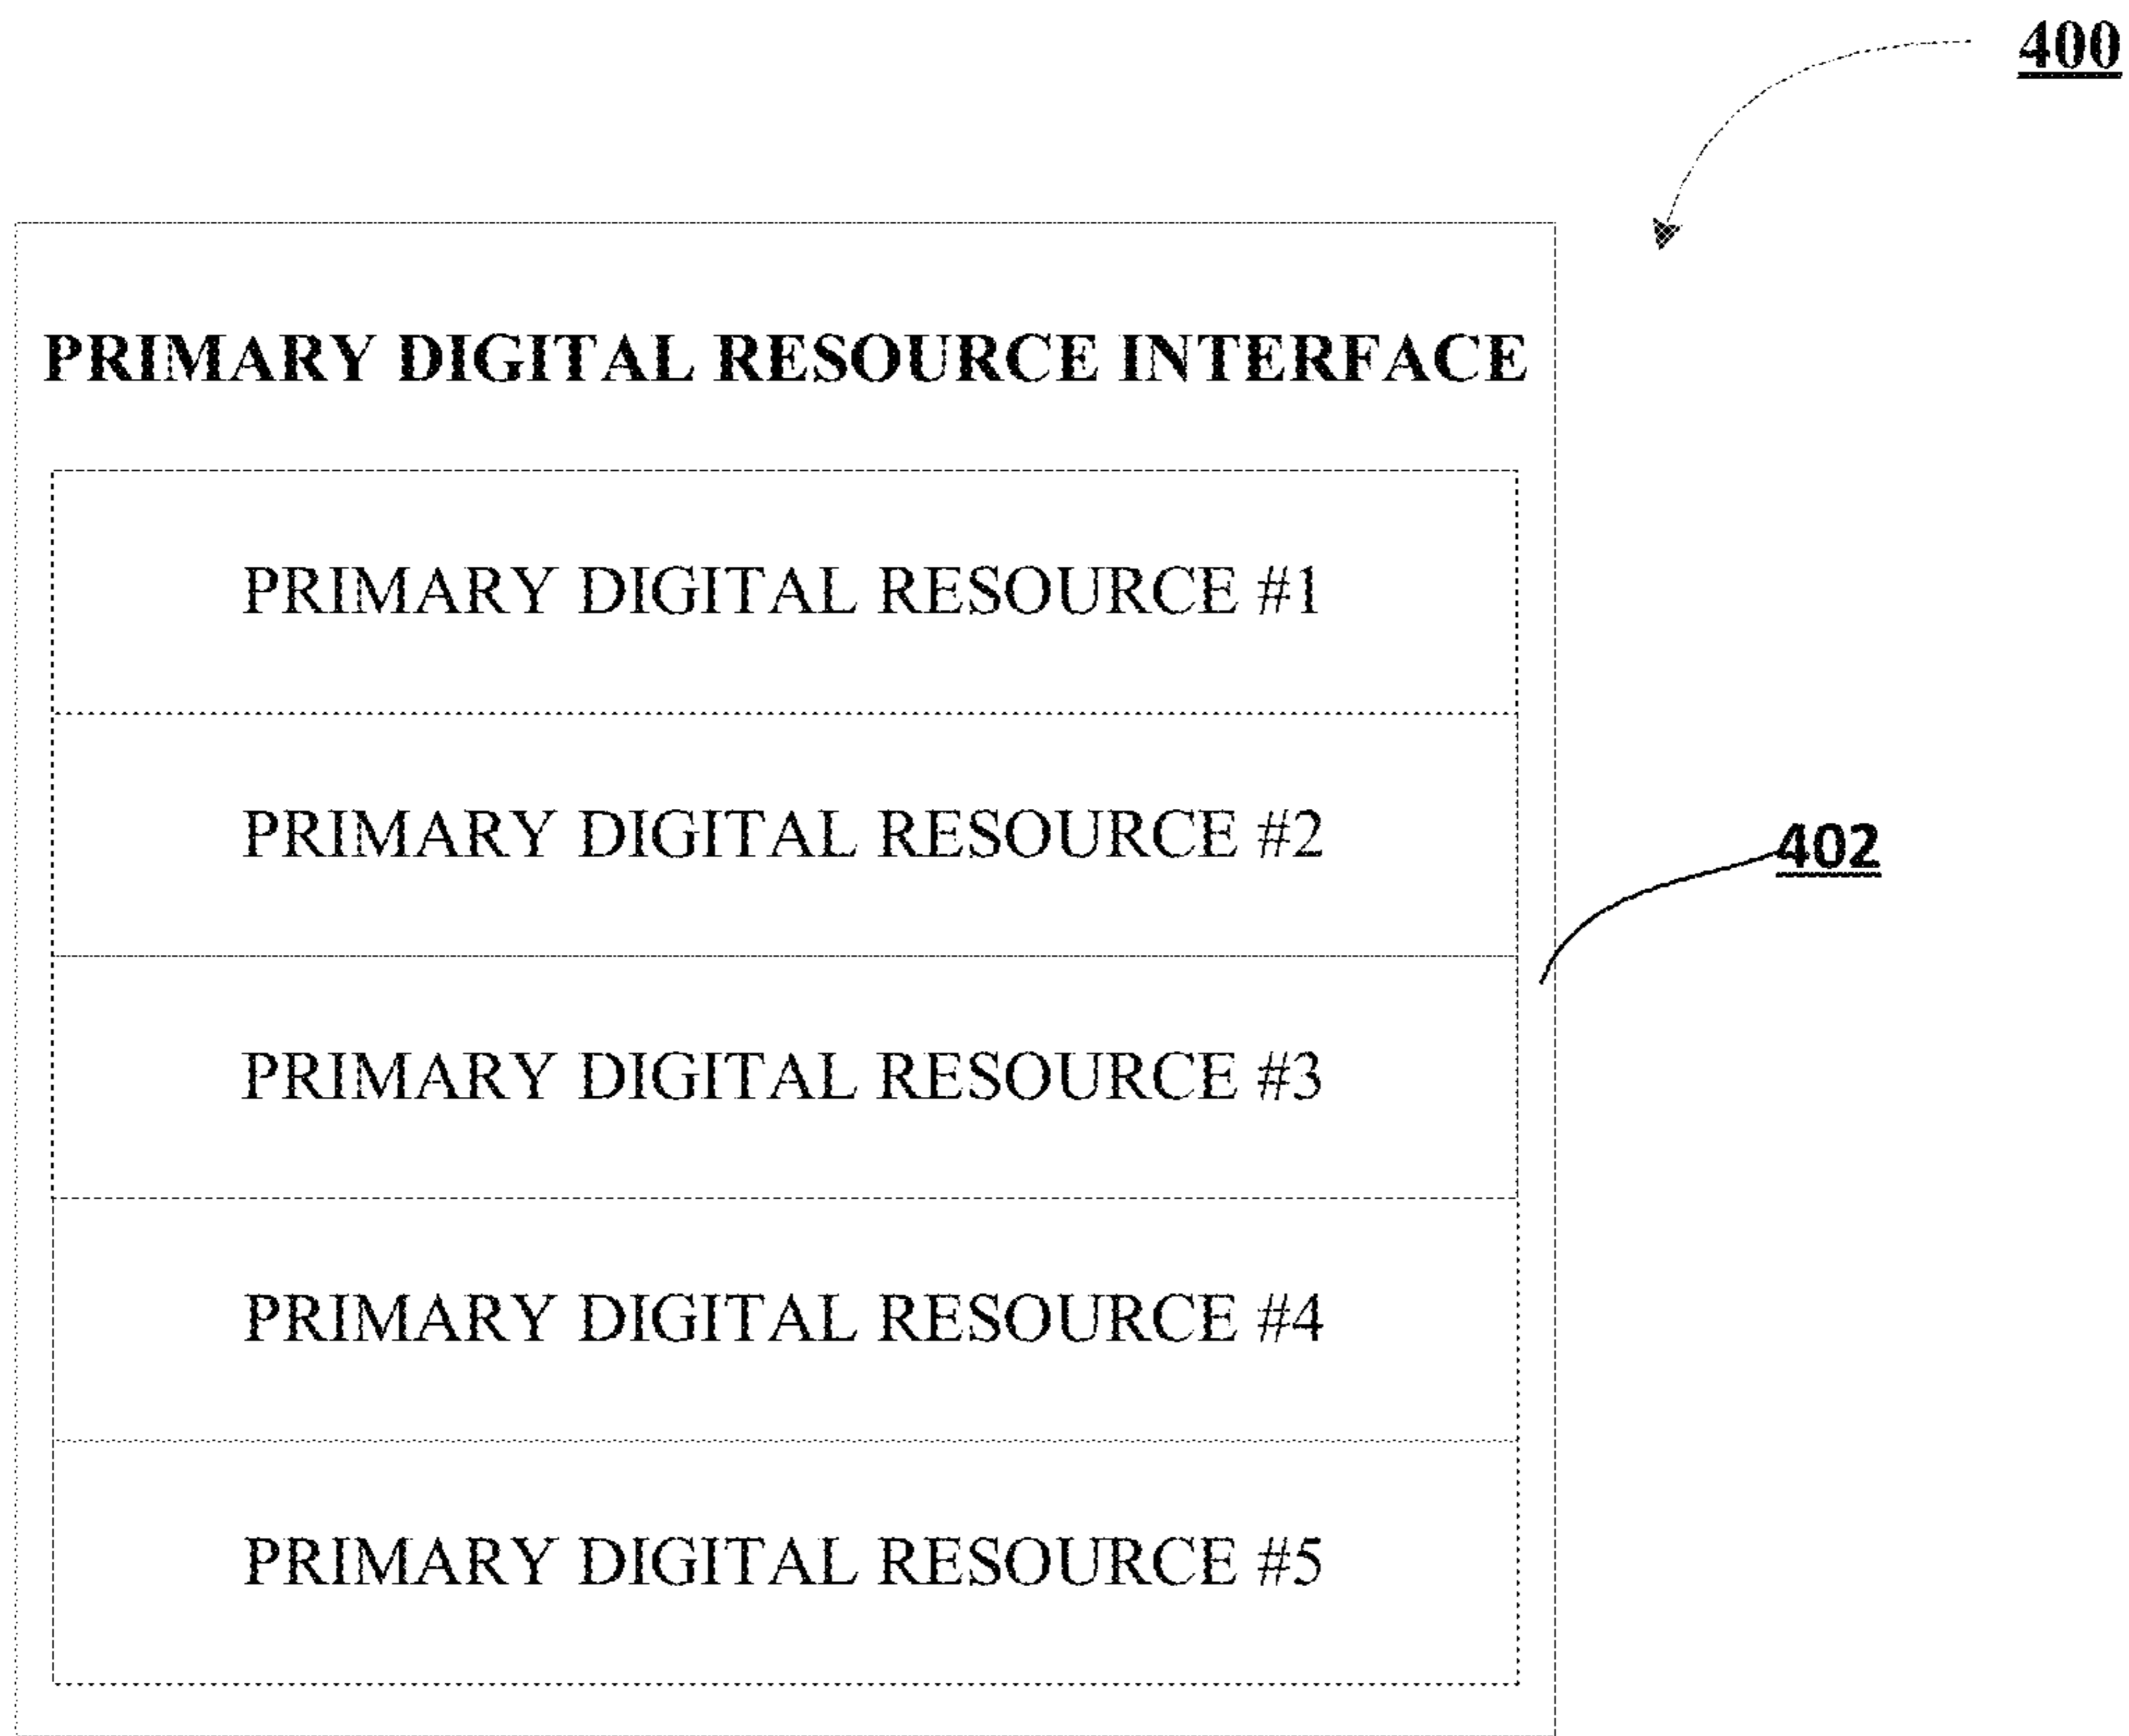 400
PRIMARY DIGITAL RESOURCE INTERFACE
PRIMARY DIGITAL RESOURCE #1
PRIMARY DIGITAL RESOURCE #2
402
PRIMARY DIGITAL RESOURCE #3
PRIMARY DIGITAL RESOURCE #4
PRIMARY DIGITAL RESOURCE #5